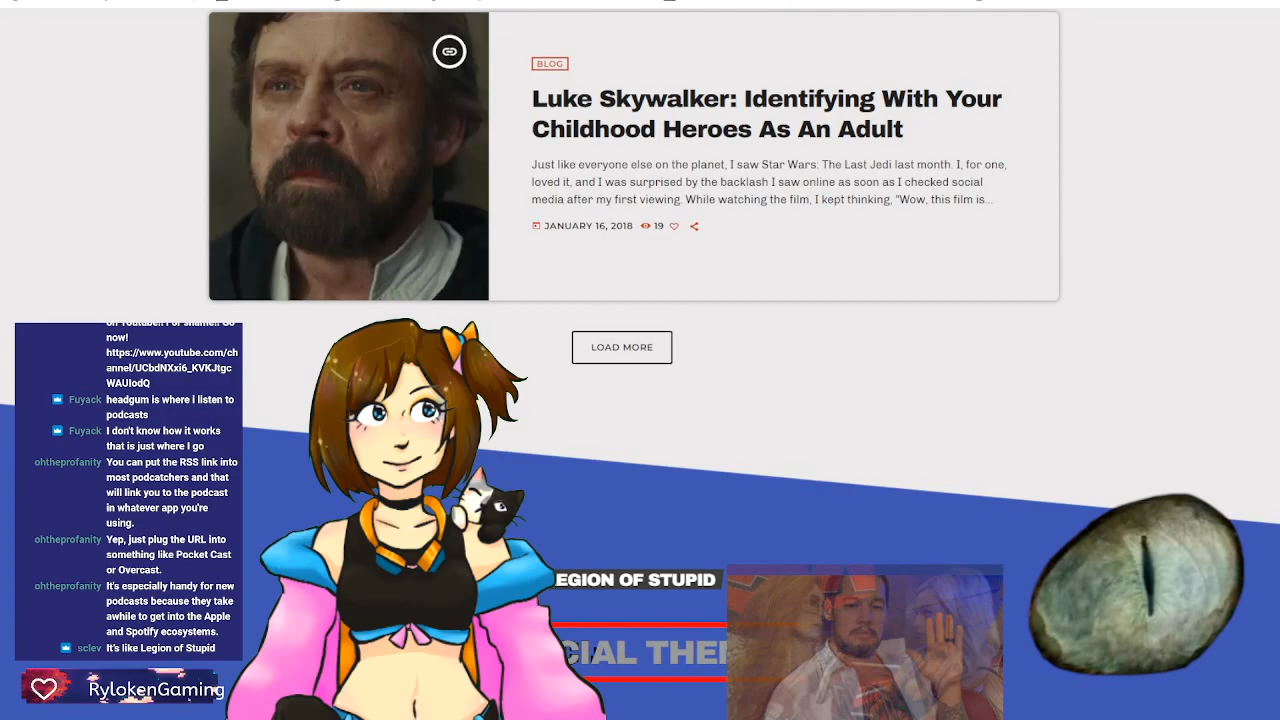 BLOG
Luke Skywalker: Identifying With Your
Childhood Heroes As An Adult
Just like everyone else on the planet, I saw Star Wars: The Last Jedi last month. I, for one,
loved it, and I was surprised by the backlash I saw online as soon as I checked social
media after my first viewing. While watching the film, I kept thinking, "Wow, this film is...
JANUARY 16, 2018 19
LOAD MORE
on Youtube!! For shame!! Go
now!
https://www.youtube.com/ch
annel/UCbdNXxi6_KVKJtgc
WAUIodQ
Fuyack headgum is where i listen to
podcasts
Fuyack I don't know how it works
that is just where I go
ohtheprofanity You can put the RSS link into
most podcatchers and that
will link you to the podcast
in whatever app you're
using.
ohtheprofanity Yep, just plug the URL into
something like Pocket Cast
or Overcast.
ohtheprofanity It's especially handy for new
podcasts because they take
awhile to get into the Apple
and Spotify ecosystems.
sclev It's like Legion of Stupid
RylokenGaming
EGION OF STUPID
CIAL THE